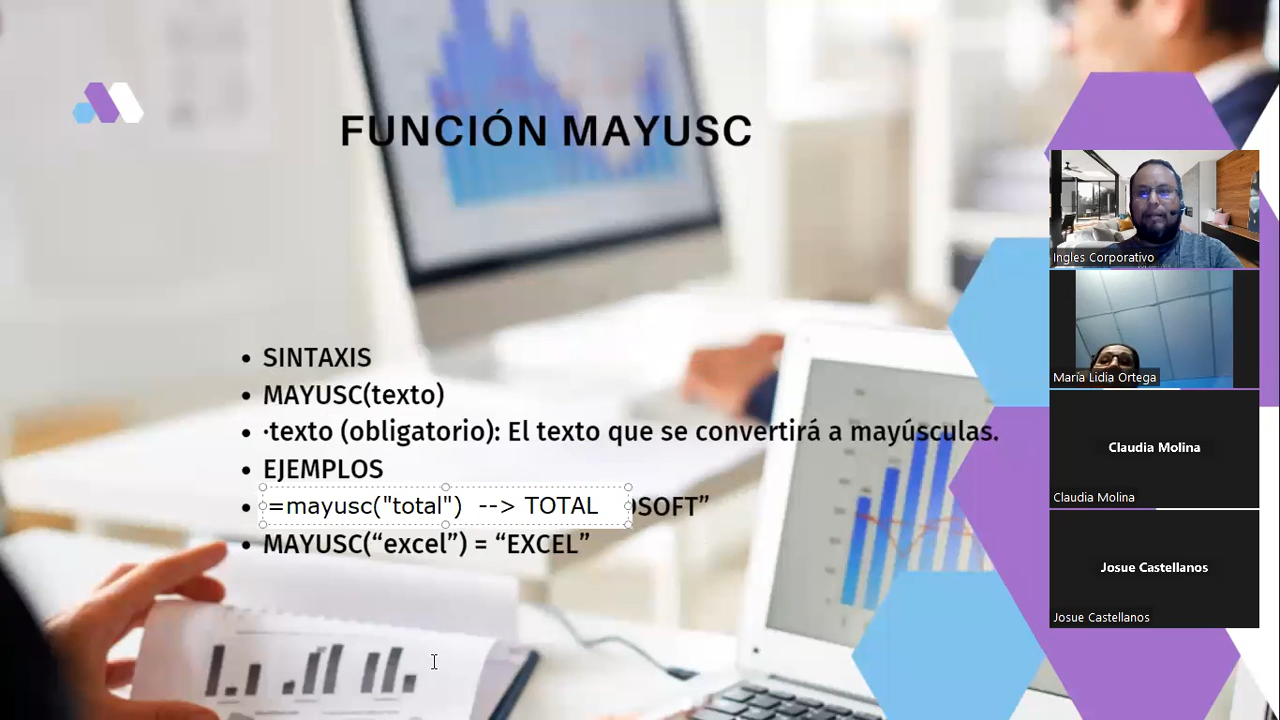 FUNCIÓN MAYUSC
• SINTAXIS
• MAYUSC(texto)
• ·texto (obligatorio): El texto que se convertirá a mayúsculas.
• EJEMPLOS
• =mayusc("total") --> TOTAL OSOFT”
• MAYUSC(“excel”) = “EXCEL”
Ingles Corporativo
María Lidia Ortega
Claudia Molina
Claudia Molina
Josue Castellanos
Josue Castellanos